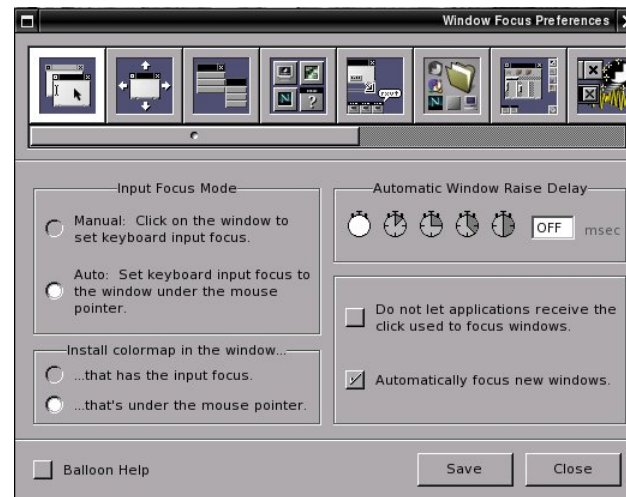 Window Focus Preferences
rxvt
N
?
N
Input Focus Mode
Manual: Click on the window to
set keyboard input focus.
Auto: Set keyboard input focus to
the window under the mouse
pointer.
Install colormap in the window...
...that has the input focus.
...that's under the mouse pointer.
Automatic Window Raise Delay
OFF msec
Do not let applications receive the
click used to focus windows.
Automatically focus new windows.
Balloon Help
Save
Close